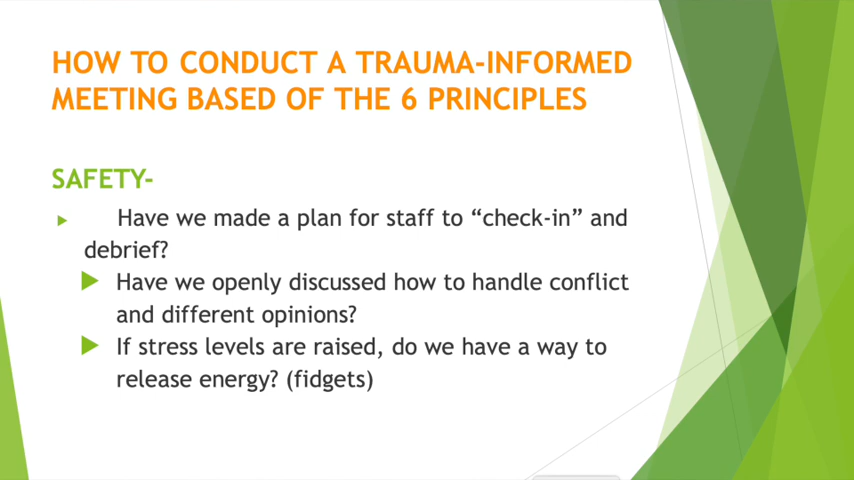 HOW TO CONDUCT A TRAUMA-INFORMED
MEETING BASED OF THE 6 PRINCIPLES
SAFETY-
Have we made a plan for staff to “check-in” and
debrief?
Have we openly discussed how to handle conflict
and different opinions?
If stress levels are raised, do we have a way to
release energy? (fidgets)